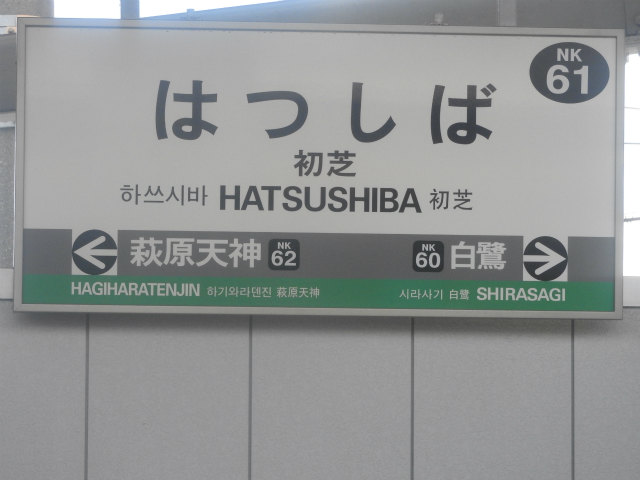 NK
61
はつしば
初芝
하쓰시바 HATSUSHIBA 初芝
萩原天神 NK 62 NK 60 白鷺
HAGIHARATENJIN 하기와라덴진 萩原天神 시라사기 白鷺 SHIRASAGI